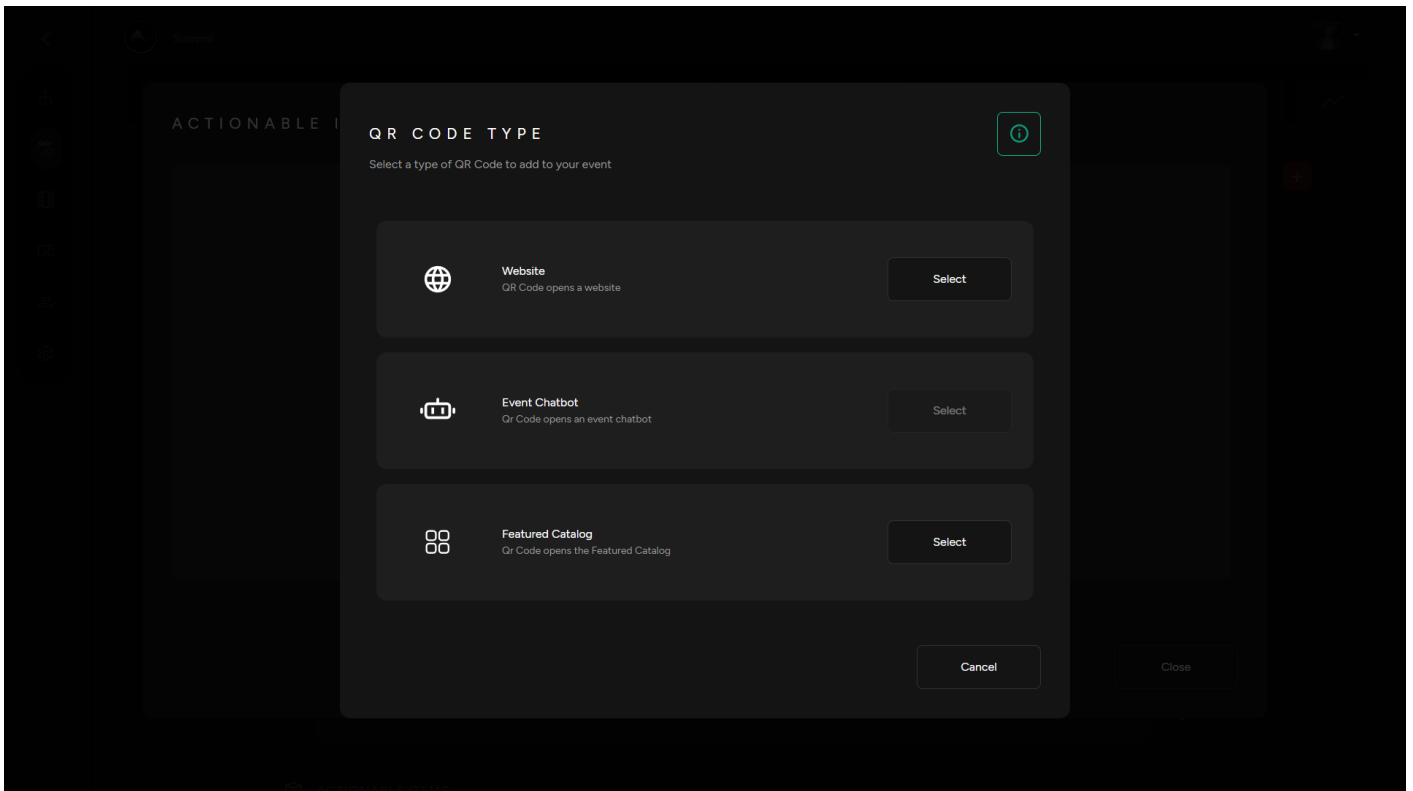 ACTIONABLE I
QR CODE TYPE
Select a type of QR Code to add to your event
Website
QR Code opens a website
Select
Event Chatbot
Qr Code opens an event chatbot
Select
Featured Catalog
Qr Code opens the Featured Catalog
Select
Cancel
Close